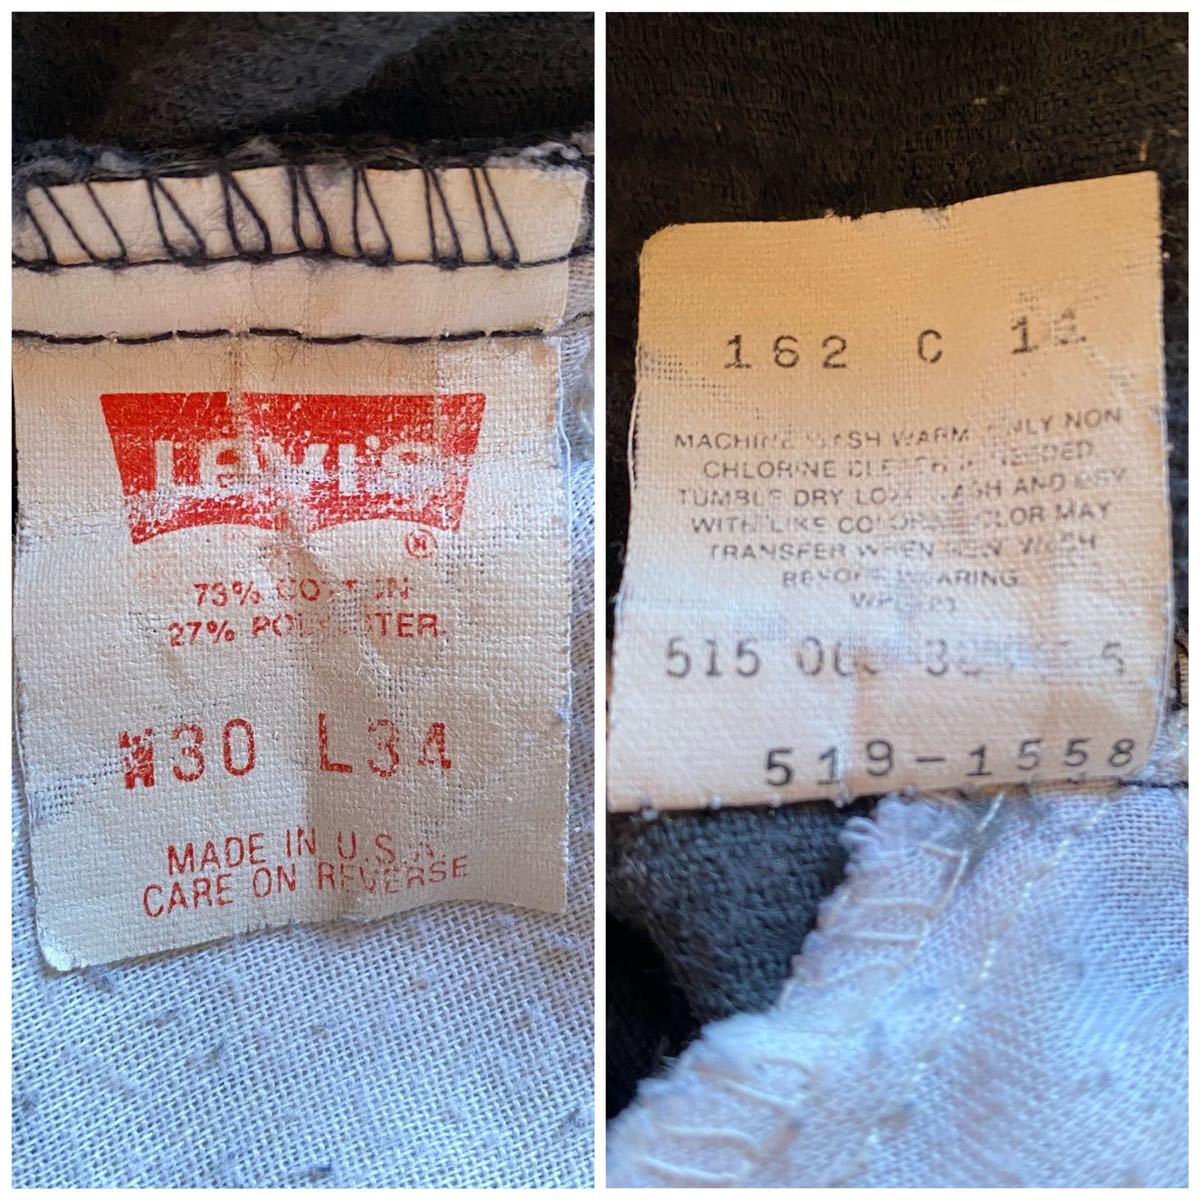 LEVI'S
®
73% COTTON
27% POLYESTER.
W30 L34
MADE IN U.S.A.
CARE ON REVERSE
162 C 11
MACHINE WASH WARM ONLY NON
CHLORINE BLEACH IF NEEDED.
TUMBLE DRY LOW. WASH AND DRY
WITH LIKE COLORS. COLOR MAY
TRANSFER WHEN NEW. WASH
BEFORE WEARING.
515
519-1558